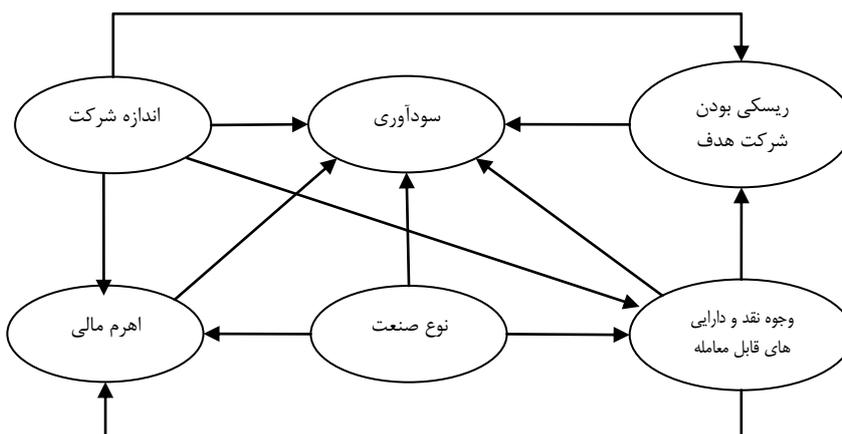 اندازه شرکت
سودآوری
ریسکی بودن
شرکت هدف
اهرم مالی
نوع صنعت
وجوه نقد و دارایی
های قابل معامله